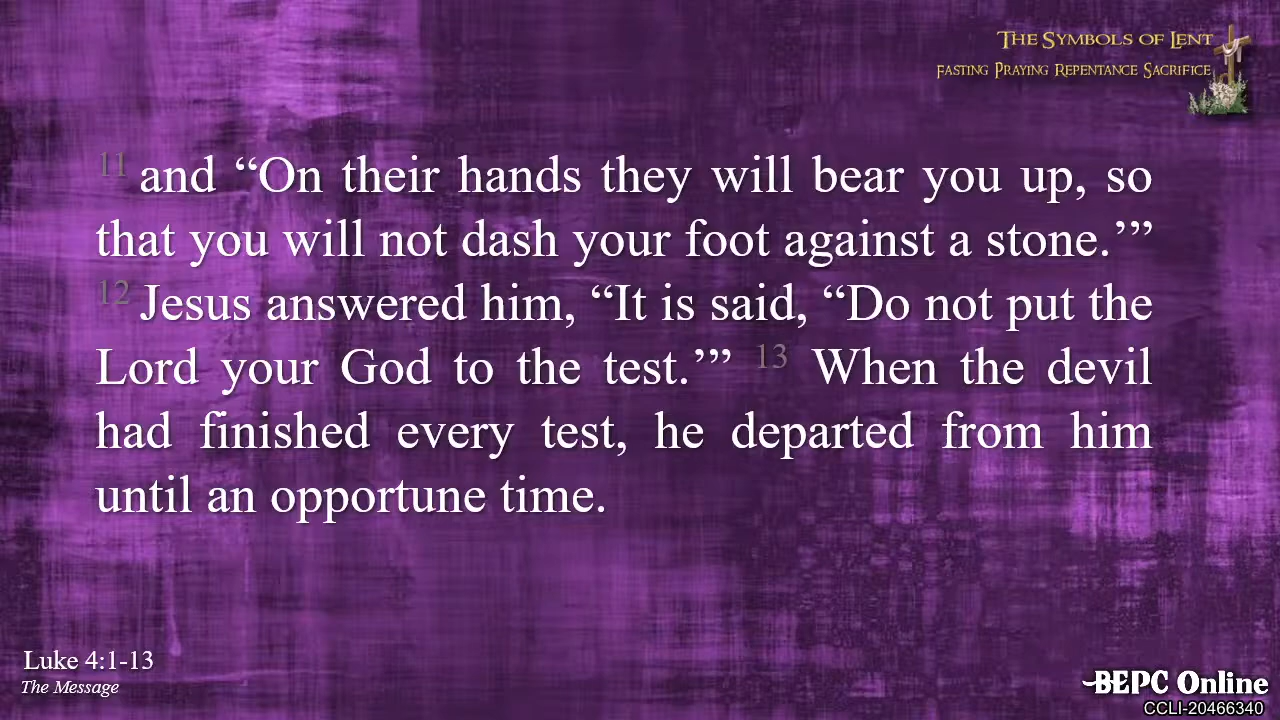 THE SYMBOLS OF LENT
FASTING PRAYING REPENTANCE SACRIFICE
11 and “On their hands they will bear you up, so
that you will not dash your foot against a stone.’”
12 Jesus answered him, “It is said, “Do not put the
Lord your God to the test.’” 13 When the devil
had finished every test, he departed from him
until an opportune time.
Luke 4:1-13
The Message
BEPC Online
CCLI-20466340